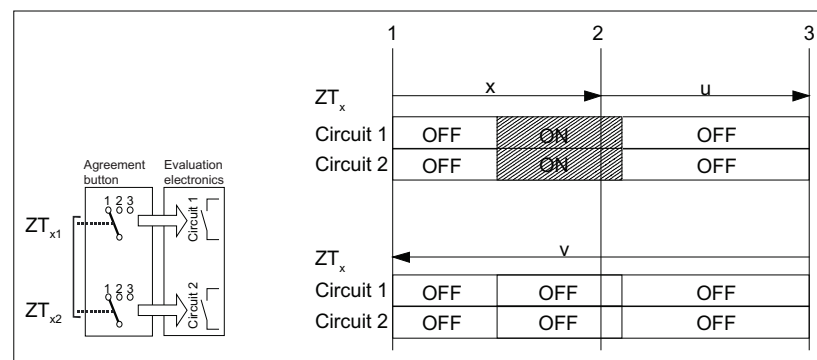 1 2 3
x u
ZTx
Circuit 1 OFF ON OFF
Circuit 2 OFF ON OFF
Agreement button
Evaluation electronics
1 2 3
ZTx1
Circuit 1
1 2 3
ZTx2
Circuit 2
v
ZTx
Circuit 1 OFF OFF OFF
Circuit 2 OFF OFF OFF